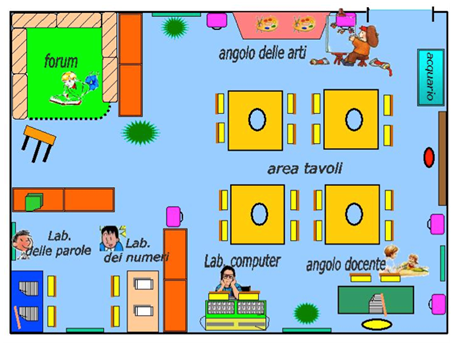 forum
angolo delle arti
acquario
area tavoli
Lab.
delle parole
Lab.
dei numeri
Lab. computer
angolo docente